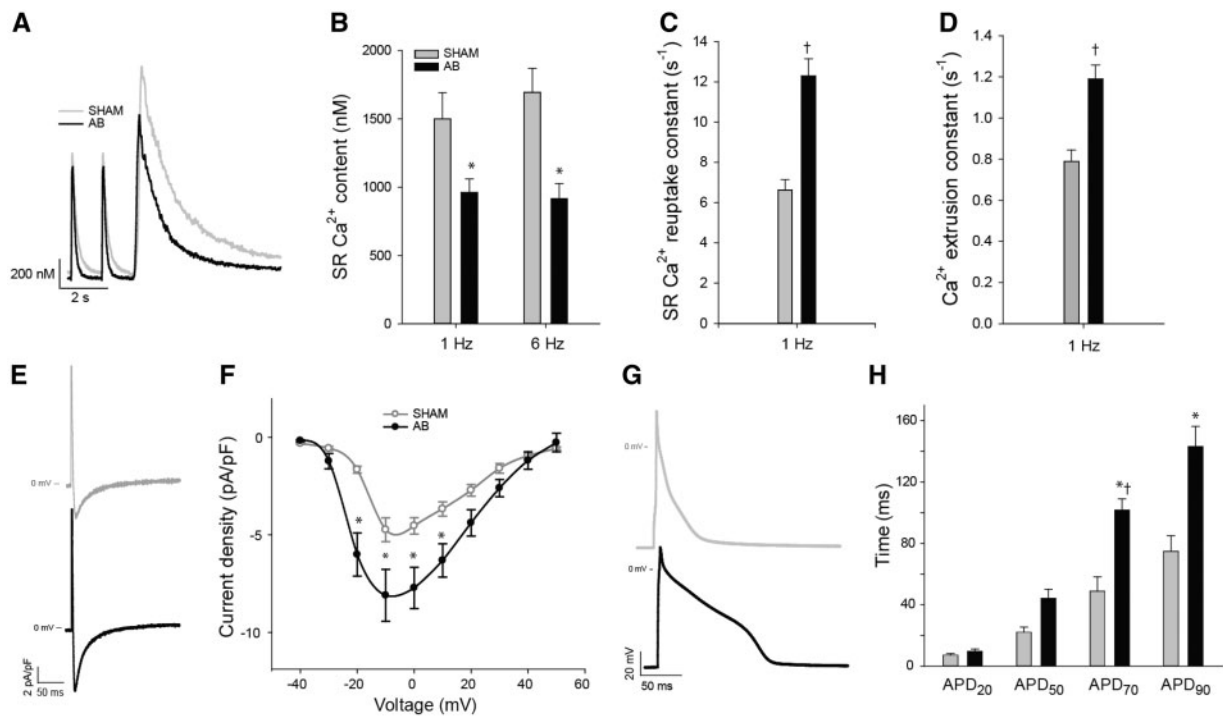 A
SHAM
AB
200 nM
2 s
B
SR Ca2+ content (nM)
2000
1500
1000
500
0
SHAM
AB
*
*
1 Hz
6 Hz
C
SR Ca2+ reuptake constant (s-1)
14
12
10
8
6
4
2
0
†
1 Hz
D
Ca2+ extrusion constant (s-1)
1.4
1.2
1.0
0.8
0.6
0.4
0.2
0.0
†
1 Hz
E
0 mV –
0 mV –
2 pA/pF
50 ms
F
SHAM
AB
Current density (pA/pF)
0
-5
-10
* * * *
-40 -20 0 20 40 60
Voltage (mV)
G
0 mV –
0 mV –
20 mV
50 ms
H
Time (ms)
160
120
80
40
0
*†
*
APD20 APD50 APD70 APD90